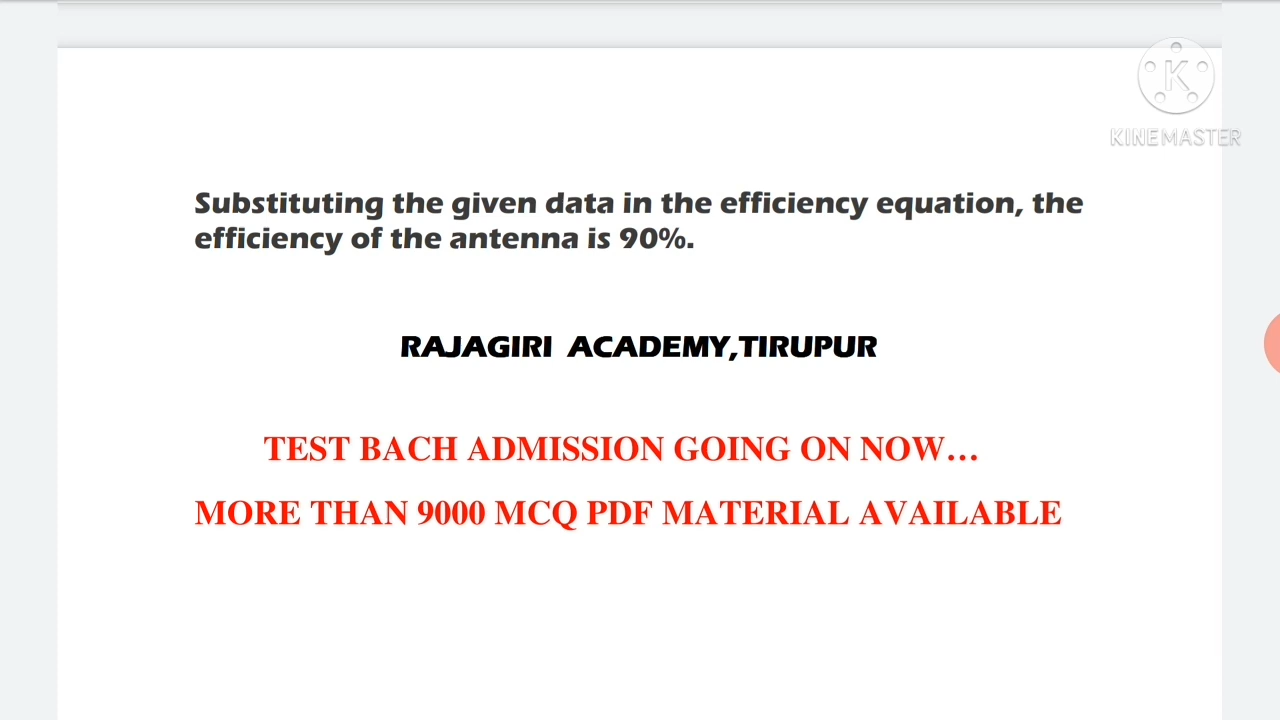 K
KINEMASTER
Substituting the given data in the efficiency equation, the
efficiency of the antenna is 90%.
RAJAGIRI ACADEMY,TIRUPUR
TEST BACH ADMISSION GOING ON NOW...
MORE THAN 9000 MCQ PDF MATERIAL AVAILABLE